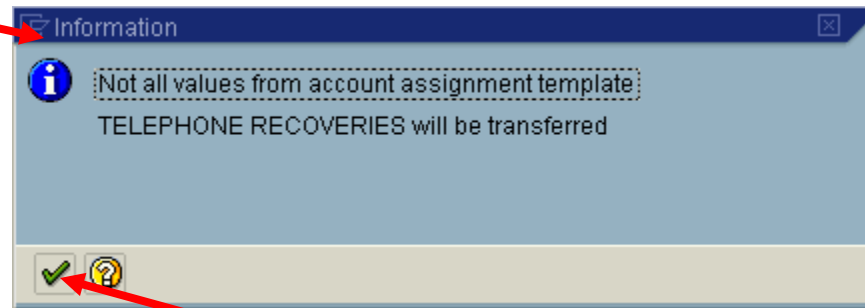 Information
Not all values from account assignment template
TELEPHONE RECOVERIES will be transferred